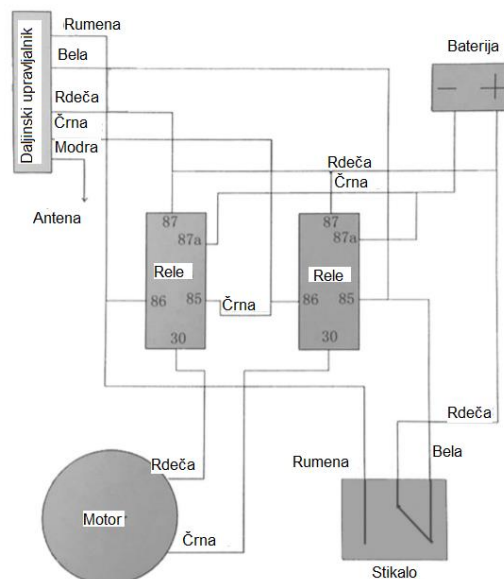 Rumena
Bela
Daljinski upravljalnik
Baterija
Rdeča
Črna
Modra
Rdeča
Črna
Antena
87
87a
Rele
86
85
30
Črna
87
87a
Rele
86
85
30
Rdeča
Bela
Rdeča
Rumena
Motor
Črna
Stikalo